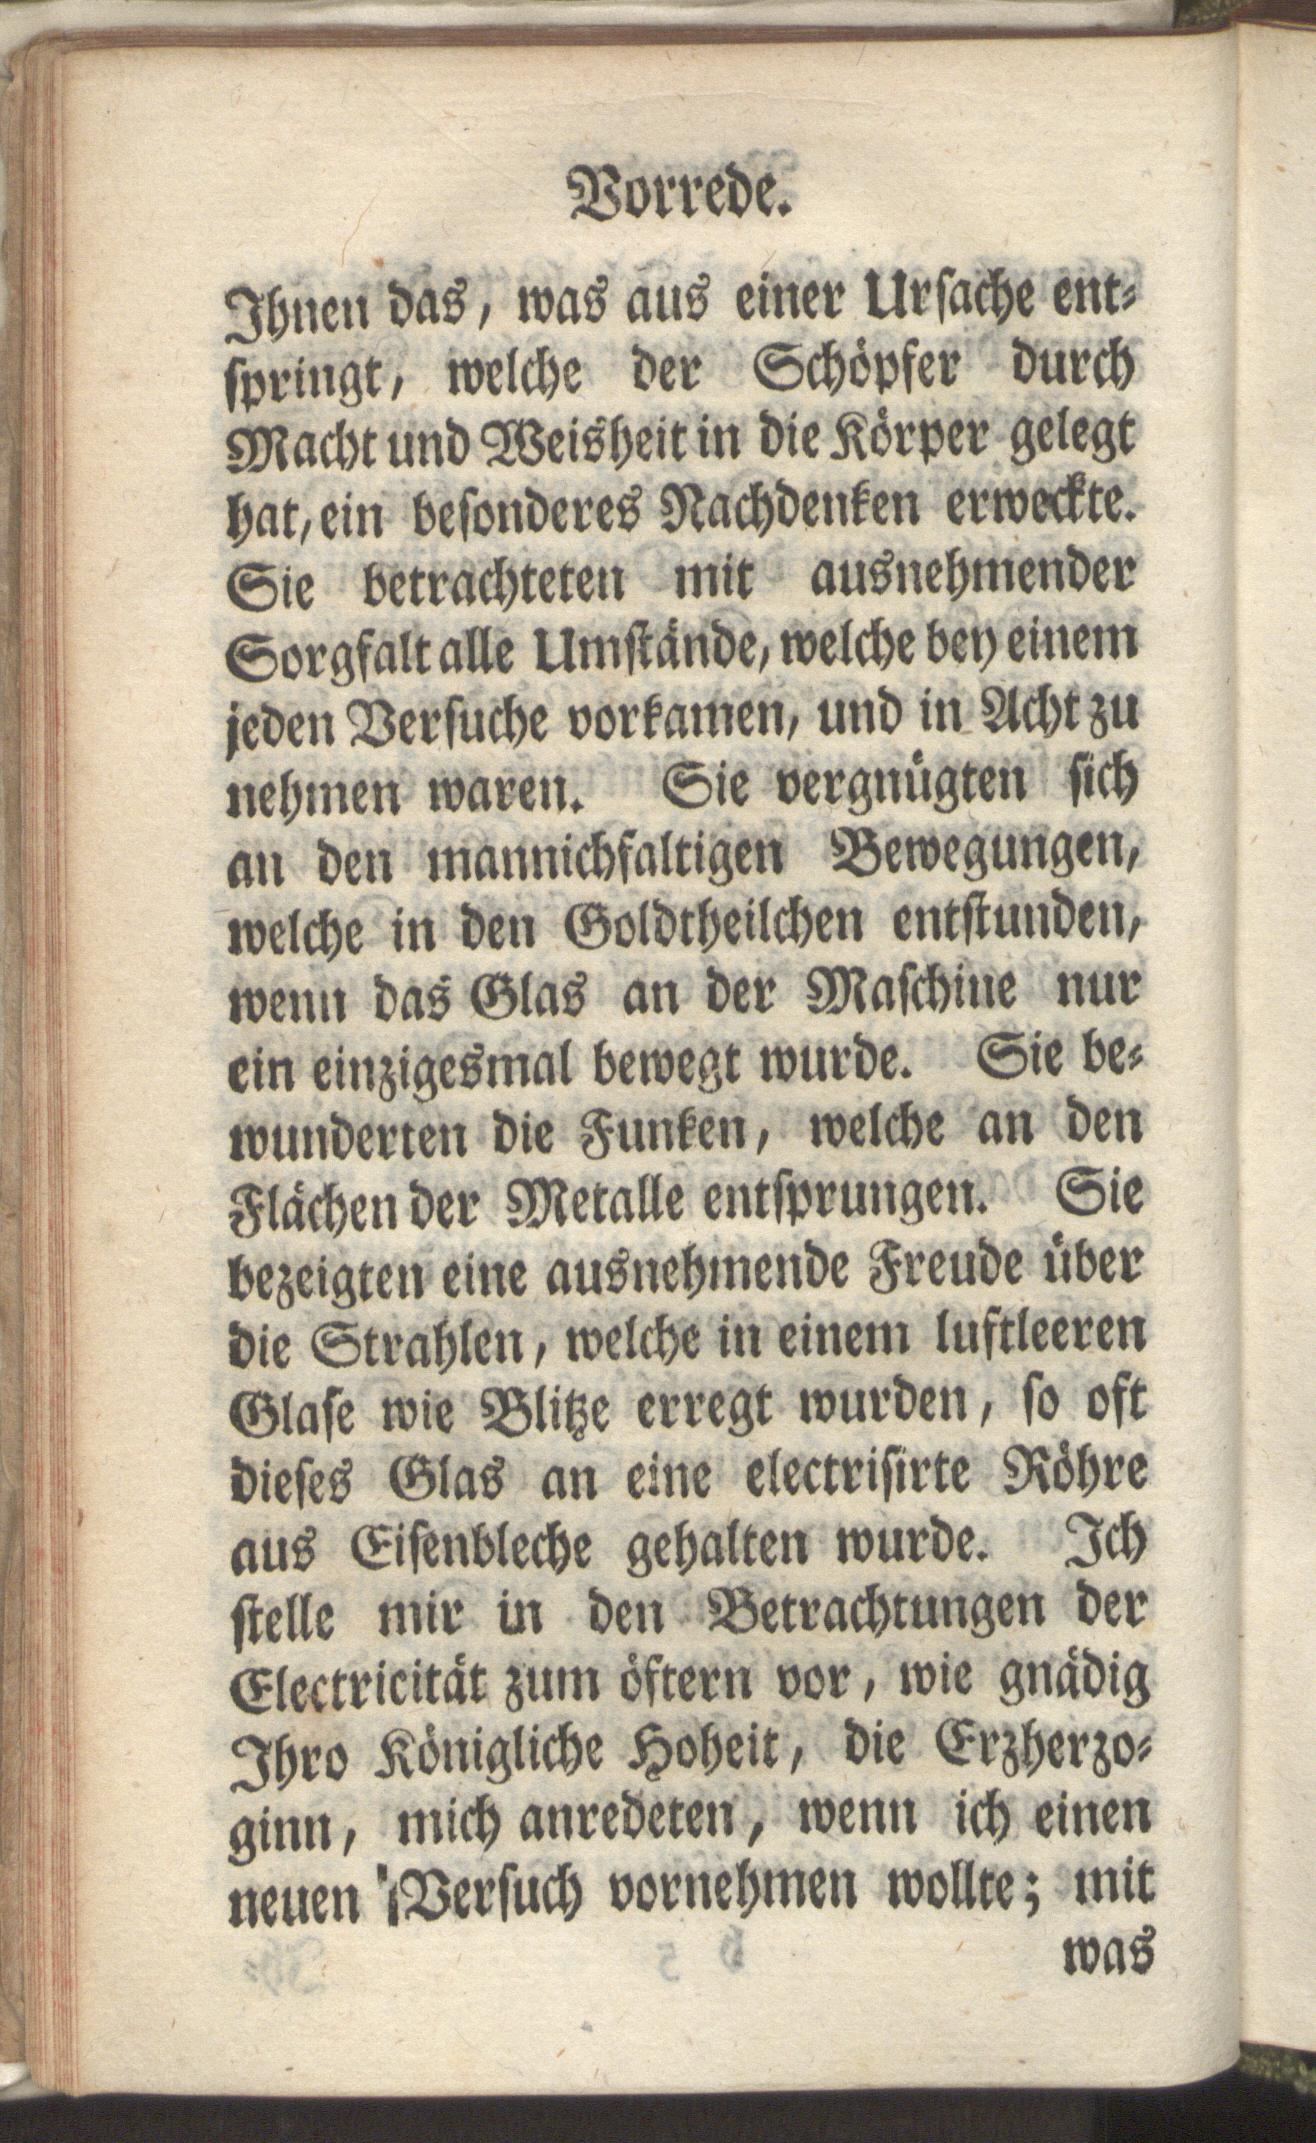 Vorrede.
Ihnen das, was aus einer Urſache ent⸗
ſpringt, welche der Schöpfer durch
Macht und Weisheit in die Körper gelegt
hat, ein beſonderes Nachdenken erweckte.
Sie betrachteten mit ausnehmender
Sorgfalt alle Umſtände, welche bey einem
jeden Verſuche vorkamen, und in Acht zu
nehmen waren. Sie vergnügten ſich
an den mannichfaltigen Bewegungen,
welche in den Goldtheilchen entſtunden,
wenn das Glas an der Maſchine nur
ein einzigesmal bewegt wurde. Sie be⸗
wunderten die Funken, welche an den
Flächen der Metalle entſprungen. Sie
bezeigten eine ausnehmende Freude über
die Strahlen, welche in einem luftleeren
Glaſe wie Blitze erregt wurden, ſo oft
dieſes Glas an eine electriſirte Röhre
aus Eiſenbleche gehalten wurde. Ich
ſtelle mir in den Betrachtungen der
Electricität zum öftern vor, wie gnädig
Ihro Königliche Hoheit, die Erzherzo⸗
ginn, mich anredeten, wenn ich einen
neuen Verſuch vornehmen wollte; mit
was